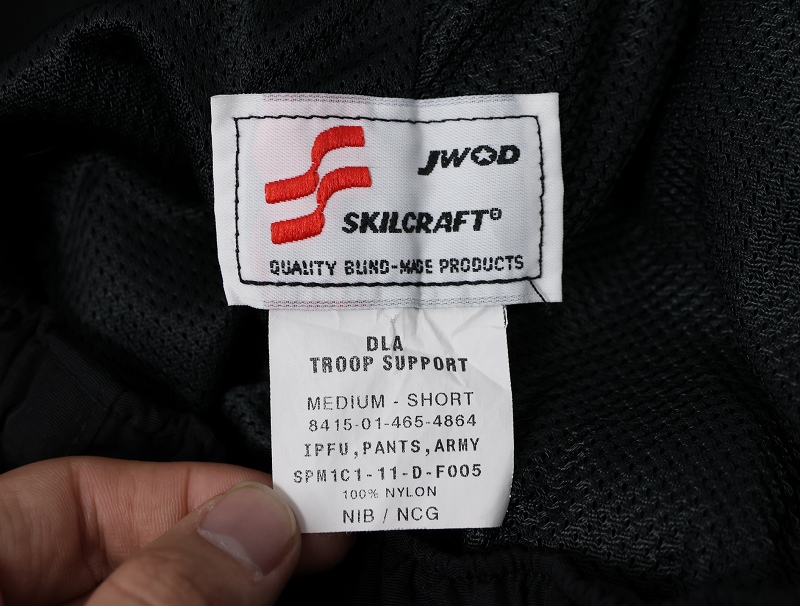 JWOD
SKILCRAFT®
QUALITY BLIND-MADE PRODUCTS
DLA
TROOP SUPPORT
MEDIUM - SHORT
8415-01-465-4864
IPFU,PANTS,ARMY
SPM1C1-11-D-F005
100% NYLON
NIB / NCG